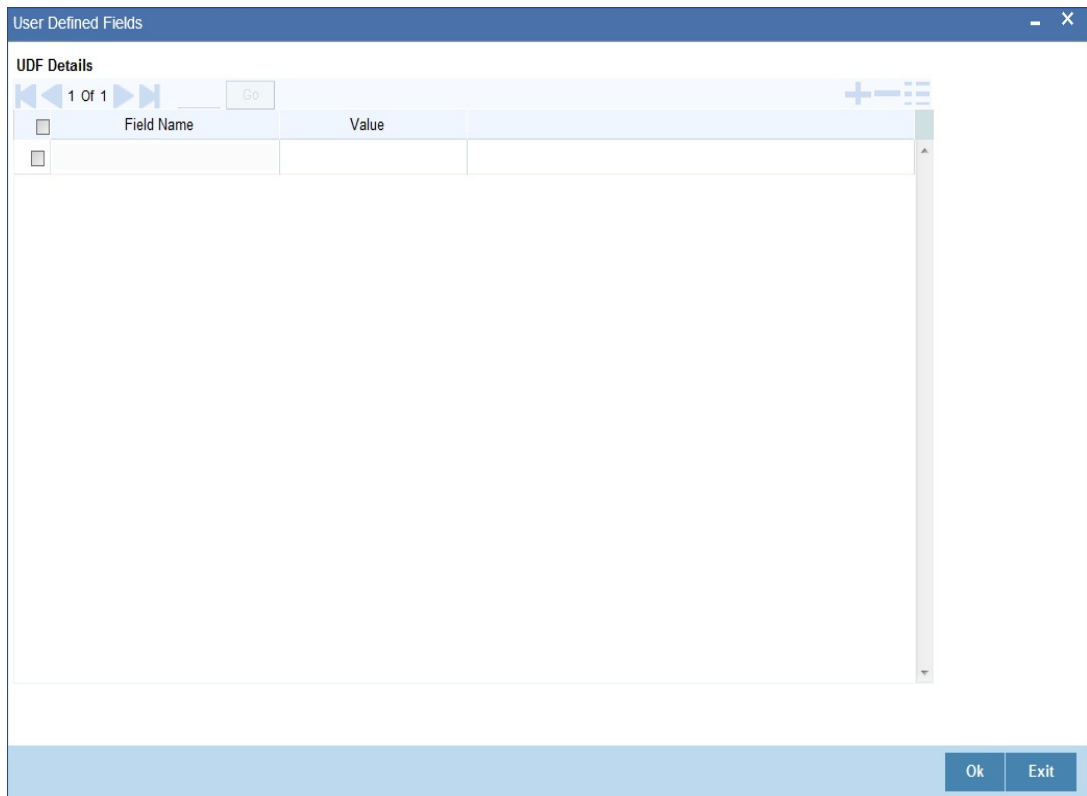 User Defined Fields
UDF Details
1 Of 1 Go
Field Name Value
Ok Exit